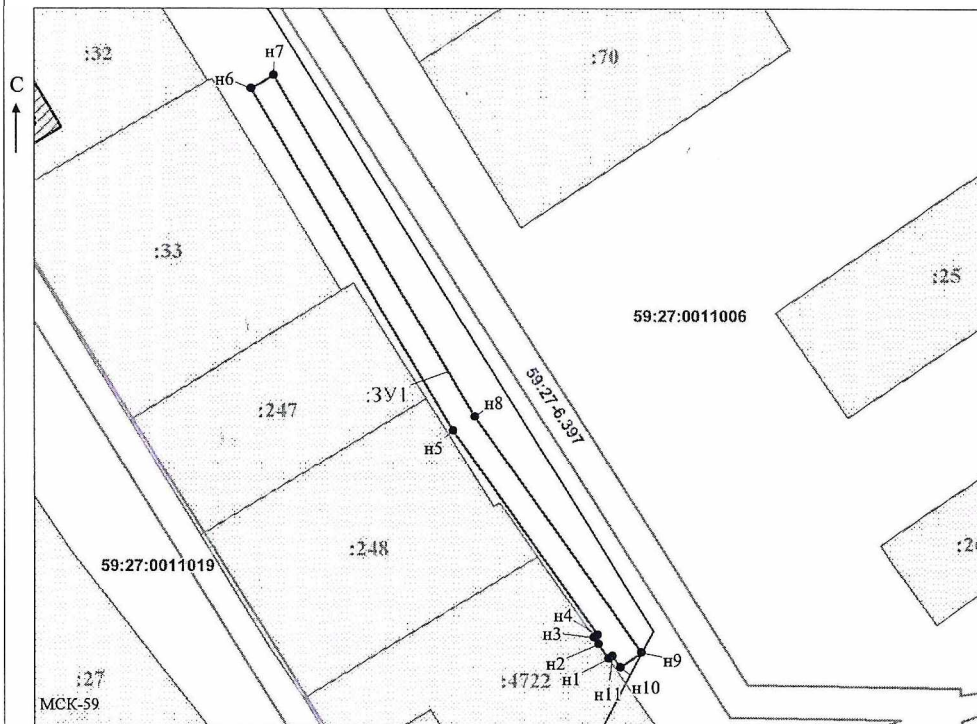 :32
н7
н6
:70
С
:33
:25
59:27:0011006
59:27-6.397
:ЗУ1
:247
н8
н5
:248
59:27:0011019
н4
н3
н2
н9
н1
н10
н11
:27
:4722
МСК-59